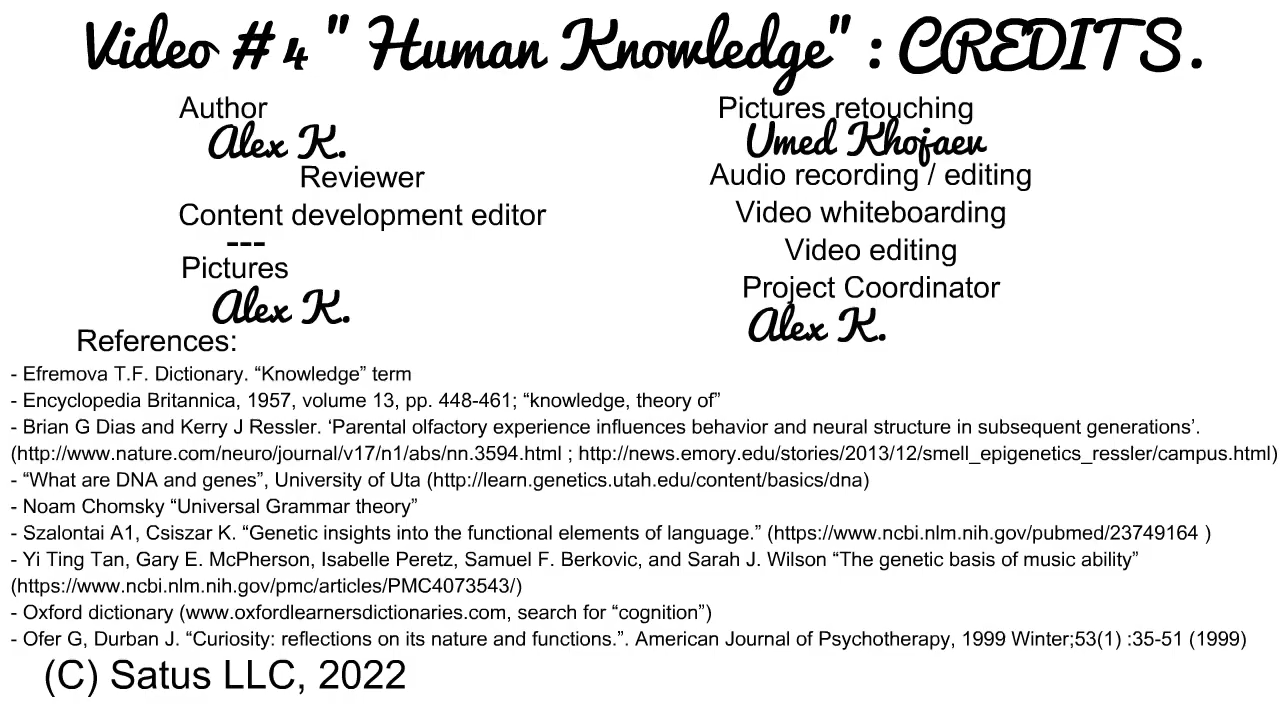 Video # 4 " Human Knowledge" : CREDITS.
Author
Alex K.
Reviewer
Content development editor
---
Pictures
Alex K.
Pictures retouching
Umed Khojaev
Audio recording / editing
Video whiteboarding
Video editing
Project Coordinator
Alex K.
References:
- Efremova T.F. Dictionary. “Knowledge” term
- Encyclopedia Britannica, 1957, volume 13, pp. 448-461; “knowledge, theory of”
- Brian G Dias and Kerry J Ressler. ‘Parental olfactory experience influences behavior and neural structure in subsequent generations’.
(http://www.nature.com/neuro/journal/v17/n1/abs/nn.3594.html ; http://news.emory.edu/stories/2013/12/smell_epigenetics_ressler/campus.html)
- “What are DNA and genes”, University of Uta (http://learn.genetics.utah.edu/content/basics/dna)
- Noam Chomsky “Universal Grammar theory”
- Szalontai A1, Csiszar K. “Genetic insights into the functional elements of language.” (https://www.ncbi.nlm.nih.gov/pubmed/23749164 )
- Yi Ting Tan, Gary E. McPherson, Isabelle Peretz, Samuel F. Berkovic, and Sarah J. Wilson “The genetic basis of music ability”
(https://www.ncbi.nlm.nih.gov/pmc/articles/PMC4073543/)
- Oxford dictionary (www.oxfordlearnersdictionaries.com, search for “cognition”)
- Ofer G, Durban J. “Curiosity: reflections on its nature and functions.”. American Journal of Psychotherapy, 1999 Winter;53(1) :35-51 (1999)
(C) Satus LLC, 2022